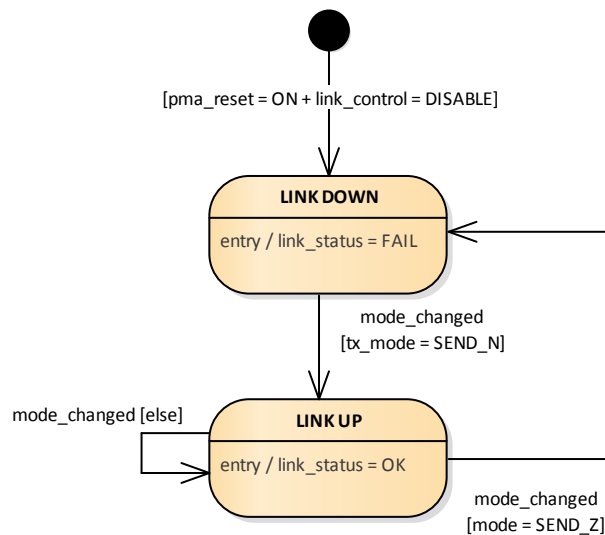 [pma_reset = ON + link_control = DISABLE]
LINK DOWN
entry / link_status = FAIL
mode_changed
[tx_mode = SEND_N]
mode_changed [else]
LINK UP
entry / link_status = OK
mode_changed
[mode = SEND_Z]